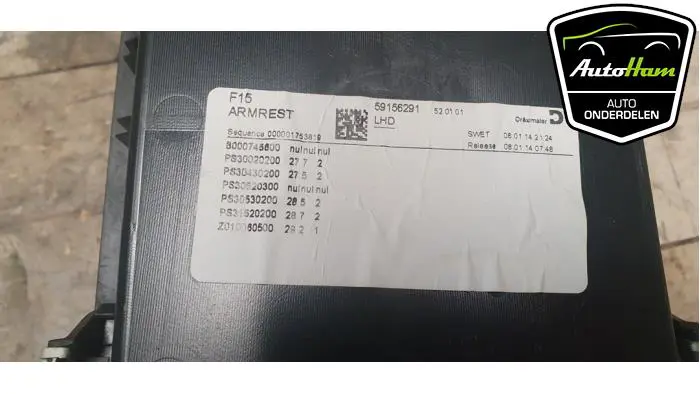 AutoHam
AUTO
ONDERDELEN
F15
ARMREST
59156291 52.01.01
LHD
Dräxlmaier D
Sequence 000001753819
SWET 08.01.14 21:24
Release 08.01.14 07:48
8000745600 nul nul nul
PS30020200 27 7 2
PS30430200 27 5 2
PS30520300 nul nul nul
PS30530200 28 5 2
PS31520200 28 7 2
29 2 1